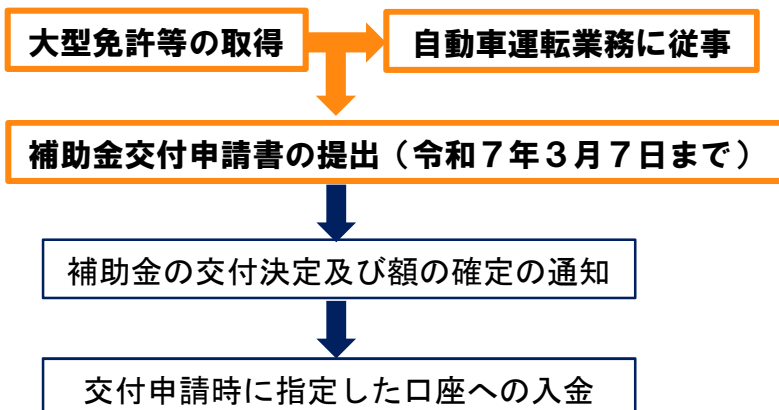 大型免許等の取得
自動車運転業務に従事
補助金交付申請書の提出（令和７年３月７日まで）
補助金の交付決定及び額の確定の通知
交付申請時に指定した口座への入金